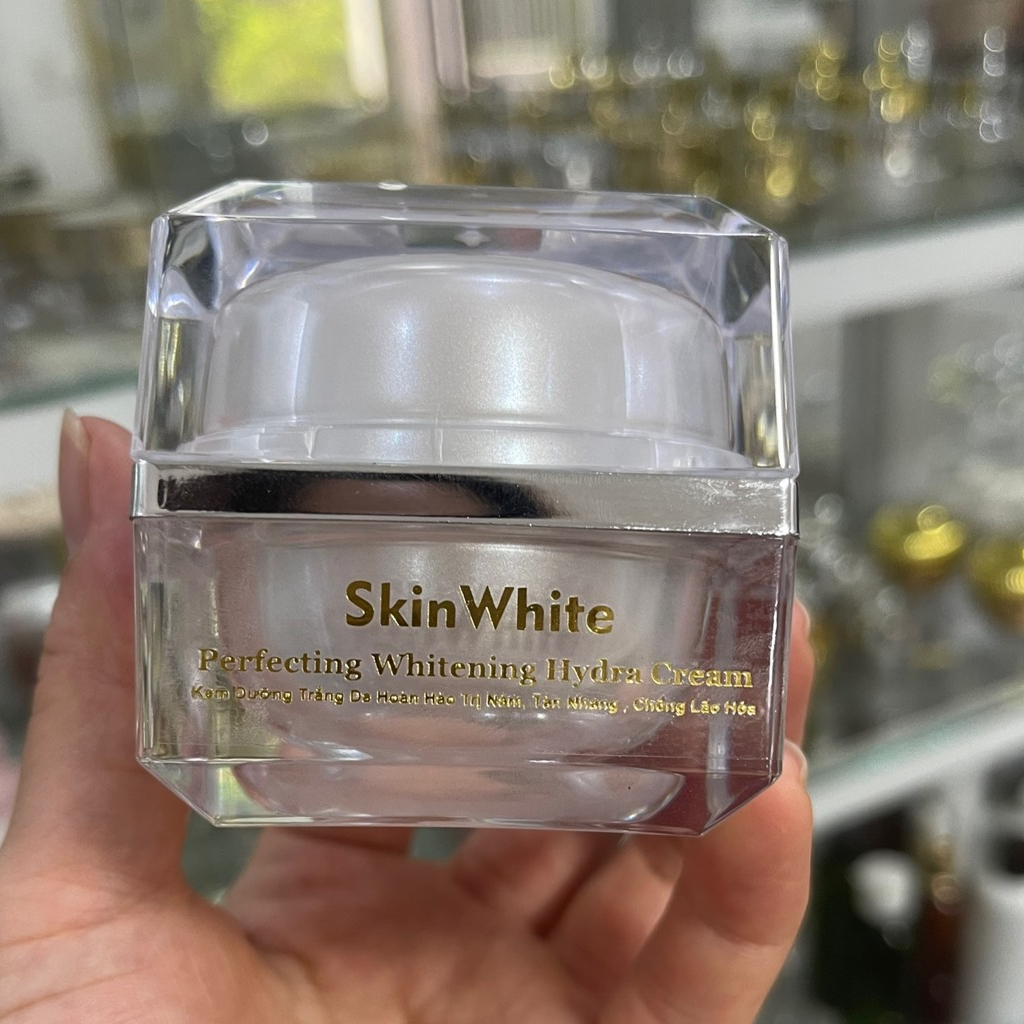 SkinWhite
Perfecting Whitening Hydra Cream
Kem Dưỡng Trắng Da Hoàn Hảo Trị Nám, Tàn Nhang , Chống Lão Hóa